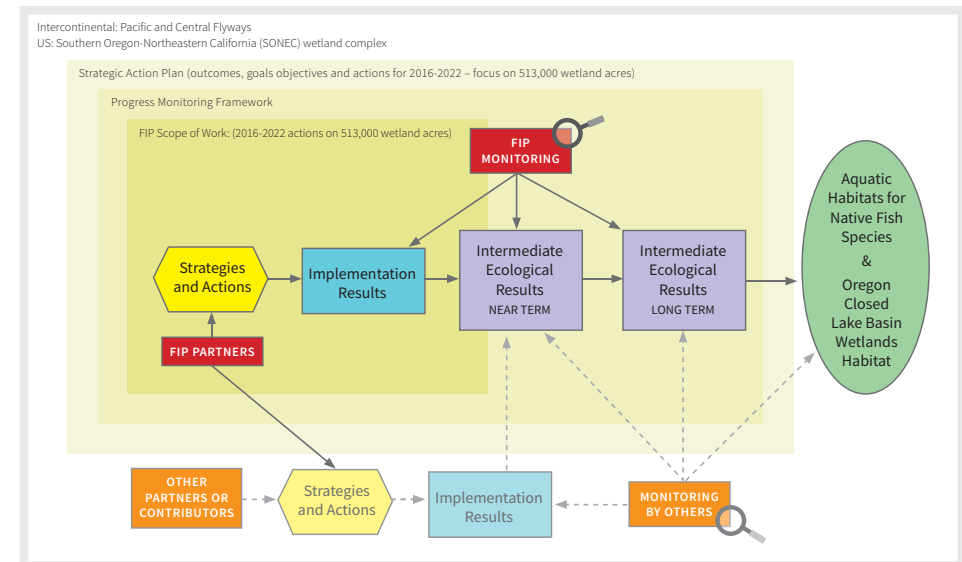 Intercontinental: Pacific and Central Flyways
US: Southern Oregon-Northeastern California (SONEC) wetland complex
Strategic Action Plan (outcomes, goals objectives and actions for 2016-2022 – focus on 513,000 wetland acres)
Progress Monitoring Framework
FIP Scope of Work: (2016-2022 actions on 513,000 wetland acres)
FIP
MONITORING
Strategies
and Actions
Implementation
Results
Intermediate
Ecological
Results
NEAR TERM
Intermediate
Ecological
Results
LONG TERM
Aquatic
Habitats for
Native Fish
Species
&
Oregon
Closed
Lake Basin
Wetlands
Habitat
FIP PARTNERS
OTHER
PARTNERS OR
CONTRIBUTORS
Strategies
and Actions
Implementation
Results
MONITORING
BY OTHERS